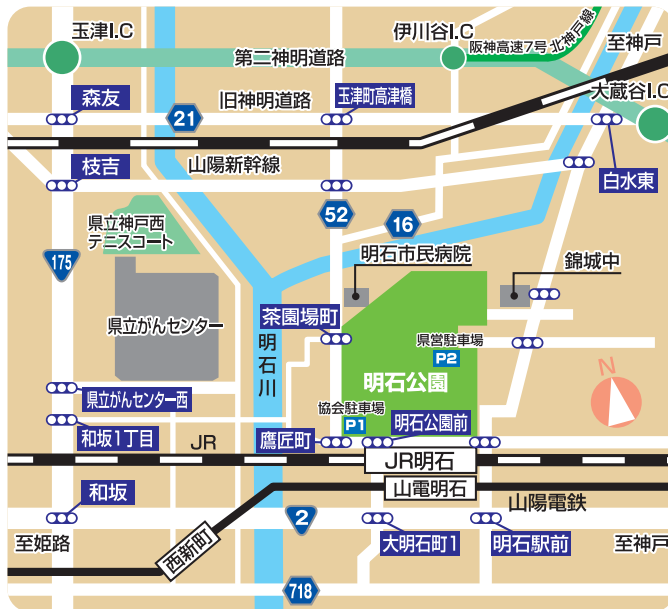 玉津I.C
伊川谷I.C
阪神高速7号
北神戸線
至神戸
第二神明道路
大蔵谷I.C
森友
21
旧神明道路
玉津町高津橋
枝吉
山陽新幹線
白水東
52
16
県立神戸西
テニスコート
175
明石市民病院
錦城中
県立がんセンター
茶園場町
明石川
県営駐車場
P2
明石公園
N
県立がんセンター西
協会駐車場
P1
和坂1丁目
JR
鷹匠町
明石公園前
JR明石
山電明石
和坂
山陽電鉄
2
至姫路
西新町
大明石町1
明石駅前
至神戸
718